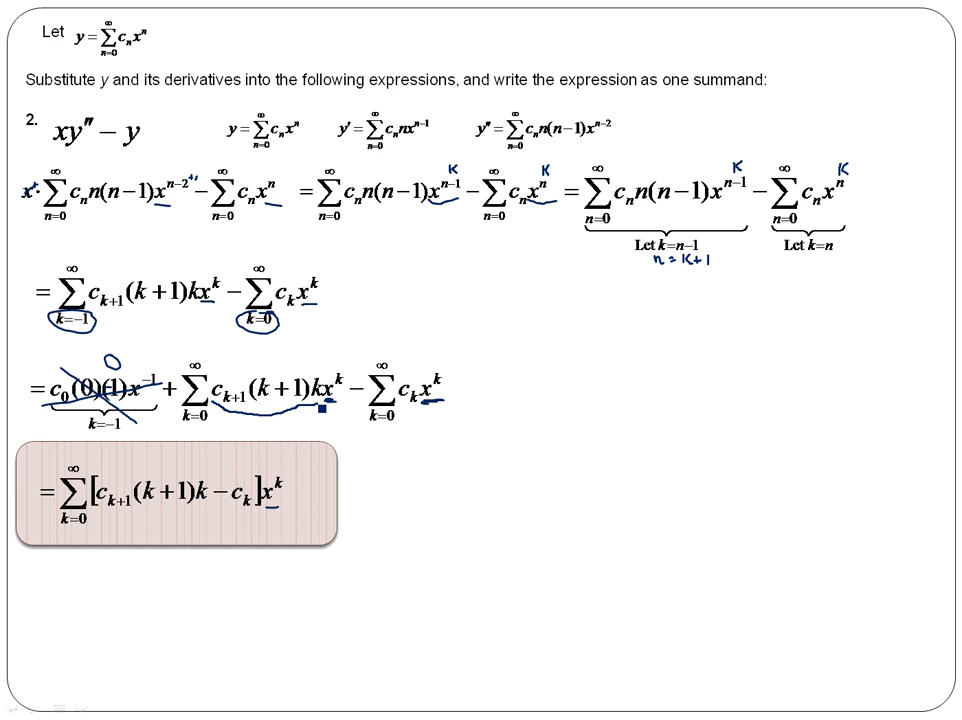 Let y = ∑_{n=0}^{∞} c_n x^n
Substitute y and its derivatives into the following expressions, and write the expression as one summand:
2. xy″ − y    y = ∑_{n=0}^{∞} c_n x^n    y′ = ∑_{n=0}^{∞} c_n n x^{n−1}    y″ = ∑_{n=0}^{∞} c_n n(n−1)x^{n−2}
x¹· ∑_{n=0}^{∞} c_n n(n−1)x^{n−2 +1} − ∑_{n=0}^{∞} c_n x^n = ∑_{n=0}^{∞} c_n n(n−1)x^{n−1} K − ∑_{n=0}^{∞} c_n x^n K = ∑_{n=0}^{∞} c_n n(n−1)x^{n−1} K − ∑_{n=0}^{∞} c_n x^n K
Let k=n−1    Let k=n
n = K+1
= ∑_{k=−1}^{∞} c_{k+1}(k+1)kx^k − ∑_{k=0}^{∞} c_k x^k
0
= c_0(0)(−1)x^{−1} + ∑_{k=0}^{∞} c_{k+1}(k+1)kx^k − ∑_{k=0}^{∞} c_k x^k
k=−1
= ∑_{k=0}^{∞} [c_{k+1}(k+1)k − c_k]x^k